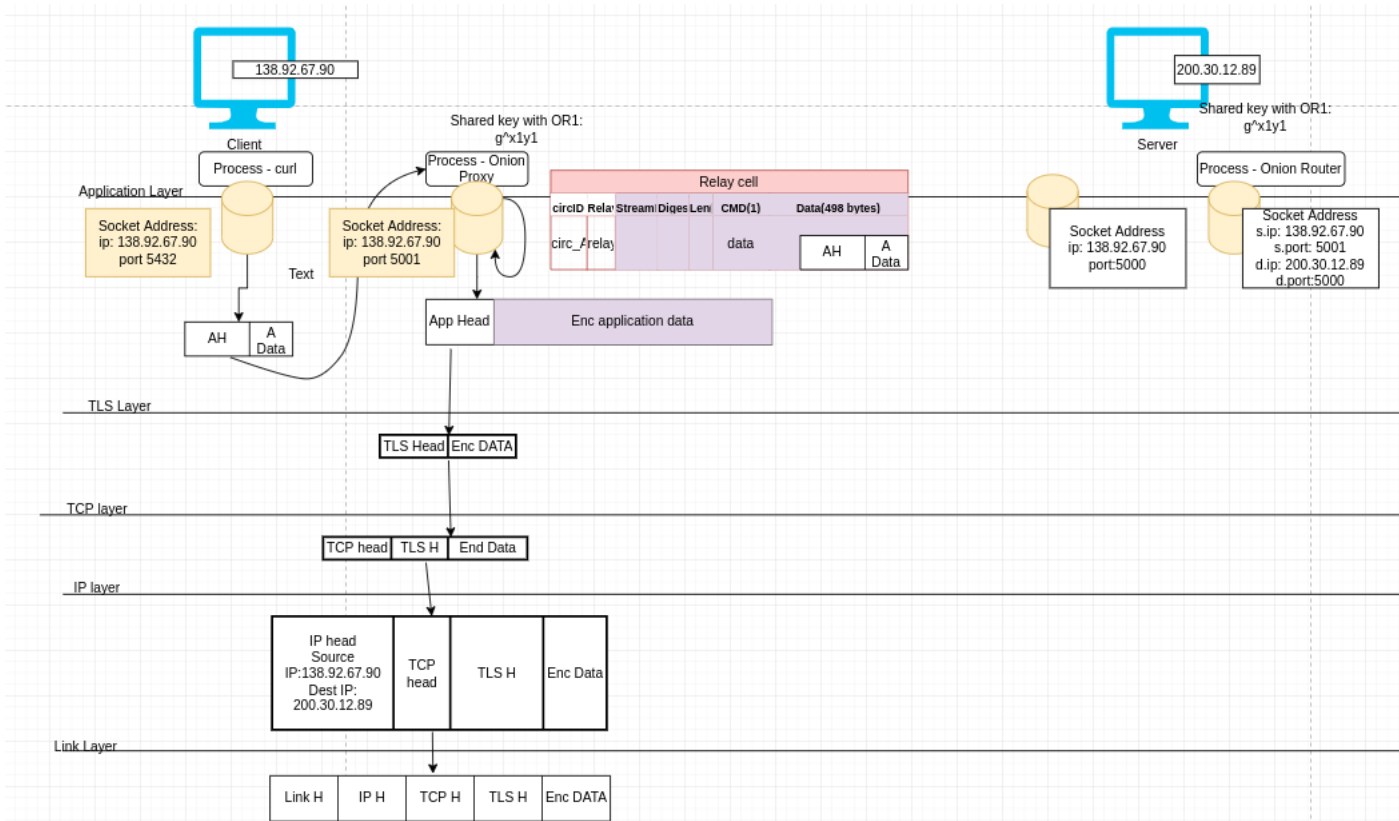 138.92.67.90
200.30.12.89
Shared key with OR1:
g^x1y1
Shared key with OR1:
g^x1y1
Client
Server
Process - curl
Process - Onion
Proxy
Process - Onion Router
Application Layer
Relay cell
circID
Relay
StreamI
Diges
Len
CMD(1)
Data(498 bytes)
circ_A
relay
data
AH
A
Data
Socket Address:
ip: 138.92.67.90
port 5432
Socket Address:
ip: 138.92.67.90
port 5001
Socket Address
ip: 138.92.67.90
port:5000
Socket Address
s.ip: 138.92.67.90
s.port: 5001
d.ip: 200.30.12.89
d.port:5000
Text
AH
A
Data
App Head
Enc application data
TLS Layer
TLS Head
Enc DATA
TCP layer
TCP head
TLS H
End Data
IP layer
IP head
Source
IP:138.92.67.90
Dest IP:
200.30.12.89
TCP
head
TLS H
Enc Data
Link Layer
Link H
IP H
TCP H
TLS H
Enc DATA